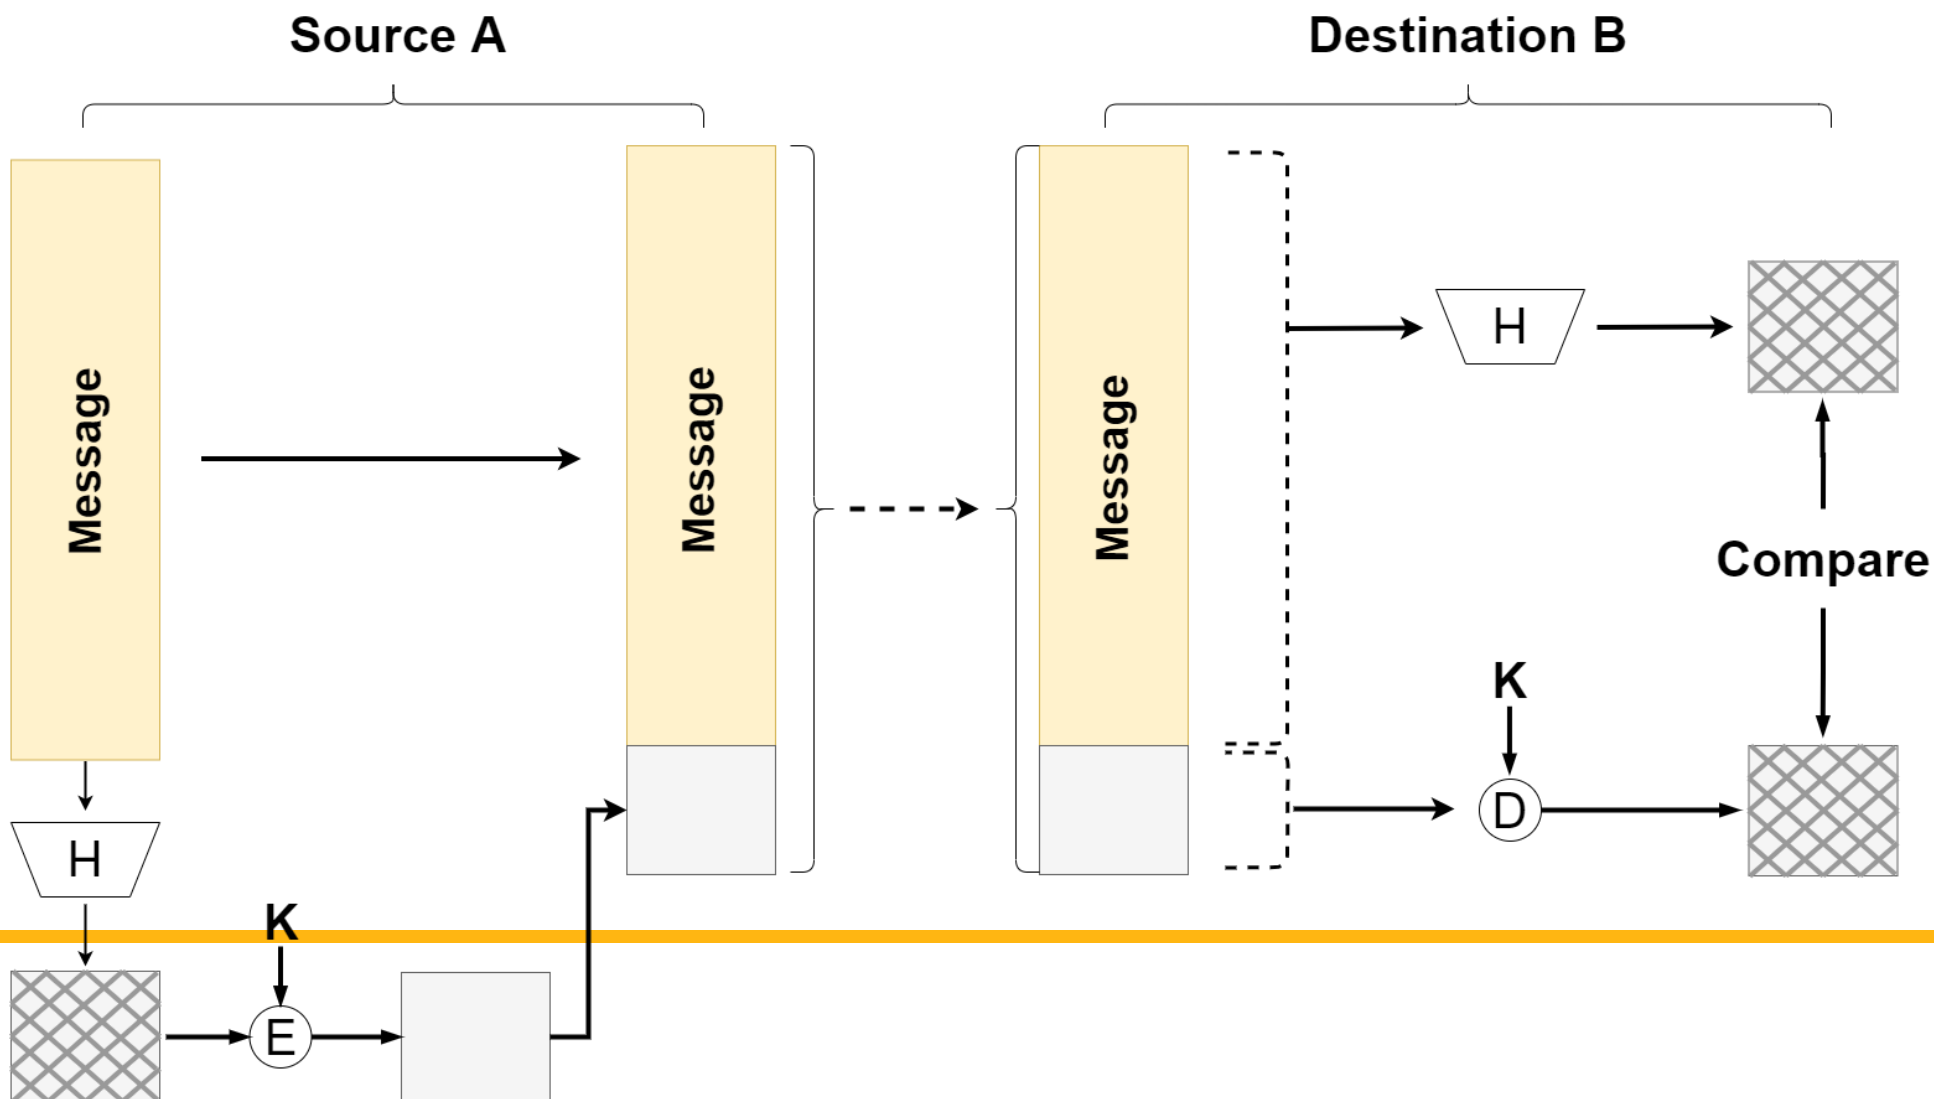 Source A
Destination B
Message
Message
Message
H
Compare
K
D
H
K
E